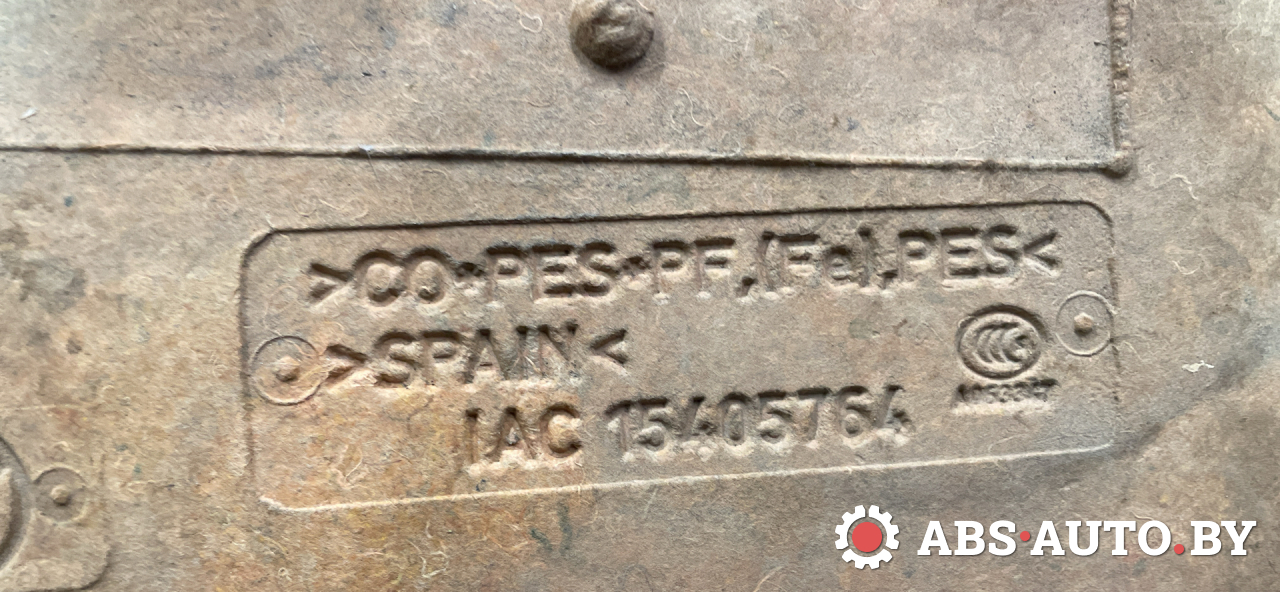 >CO+PES+PF,(Fe),PES<
>SPAIN<
IAC 15405764
ABS·AUTO.BY